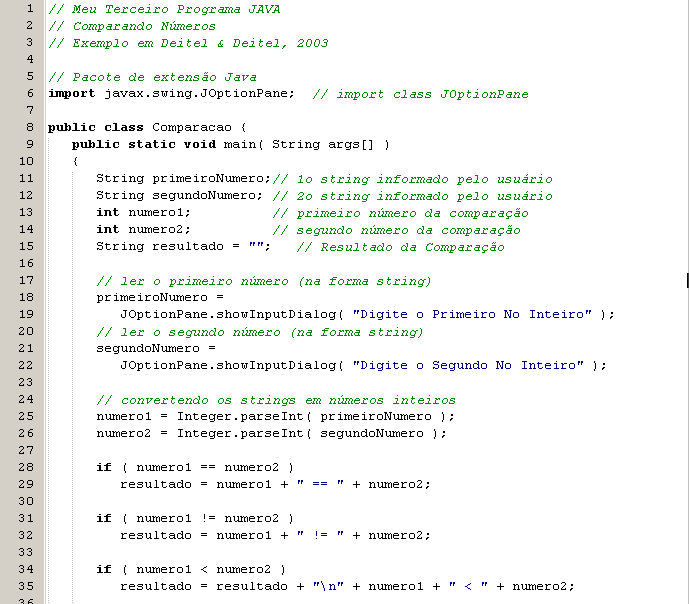 1 // Meu Terceiro Programa JAVA
2 // Comparando Números
3 // Exemplo em Deitel & Deitel, 2003
4
5 // Pacote de extensão Java
6 import javax.swing.JOptionPane;  // import class JOptionPane
7
8 public class Comparacao {
9    public static void main( String args[] )
10    {
11       String primeiroNumero;// 1o string informado pelo usuário
12       String segundoNumero; // 2o string informado pelo usuário
13       int numero1;          // primeiro número da comparação
14       int numero2;          // segundo número da comparação
15       String resultado = "";   // Resultado da Comparação
16
17       // ler o primeiro número (na forma string)
18       primeiroNumero =
19          JOptionPane.showInputDialog( "Digite o Primeiro No Inteiro" );
20       // ler o segundo número (na forma string)
21       segundoNumero =
22          JOptionPane.showInputDialog( "Digite o Segundo No Inteiro" );
23
24       // convertendo os strings em números inteiros
25       numero1 = Integer.parseInt( primeiroNumero );
26       numero2 = Integer.parseInt( segundoNumero );
27
28       if ( numero1 == numero2 )
29          resultado = numero1 + " == " + numero2;
30
31       if ( numero1 != numero2 )
32          resultado = numero1 + " != " + numero2;
33
34       if ( numero1 < numero2 )
35          resultado = resultado + "\n" + numero1 + " < " + numero2;
36